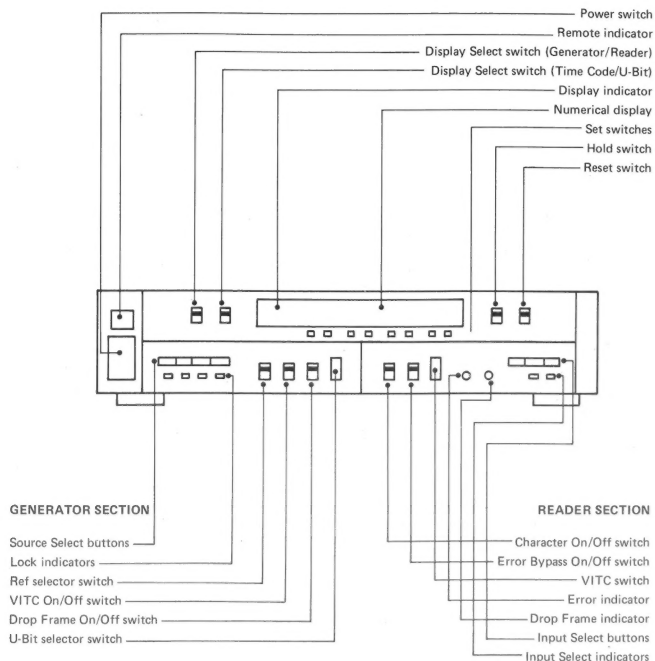 Power switch
Remote indicator
Display Select switch (Generator/Reader)
Display Select switch (Time Code/U-Bit)
Display indicator
Numerical display
Set switches
Hold switch
Reset switch
GENERATOR SECTION
Source Select buttons
Lock indicators
Ref selector switch
VITC On/Off switch
Drop Frame On/Off switch
U-Bit selector switch
READER SECTION
Character On/Off switch
Error Bypass On/Off switch
VITC switch
Error indicator
Drop Frame indicator
Input Select buttons
Input Select indicators